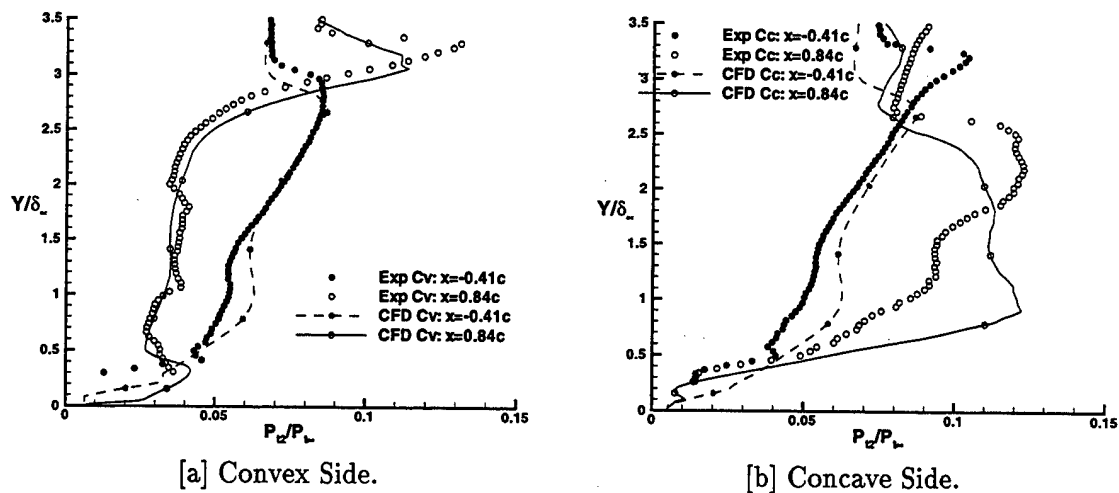 3.5
3
2.5
2
Y/δ∞
1.5
1
0.5
0
0
0.05
0.1
0.15
Pt2/Pt∞
Exp Cv: x=-0.41c
Exp Cv: x=0.84c
CFD Cv: x=-0.41c
CFD Cv: x=0.84c
[a] Convex Side.
3.5
3
2.5
2
Y/δ∞
1.5
1
0.5
0
0
0.05
0.1
0.15
Pt2/Pt∞
Exp Cc: x=-0.41c
Exp Cc: x=0.84c
CFD Cc: x=-0.41c
CFD Cc: x=0.84c
[b] Concave Side.